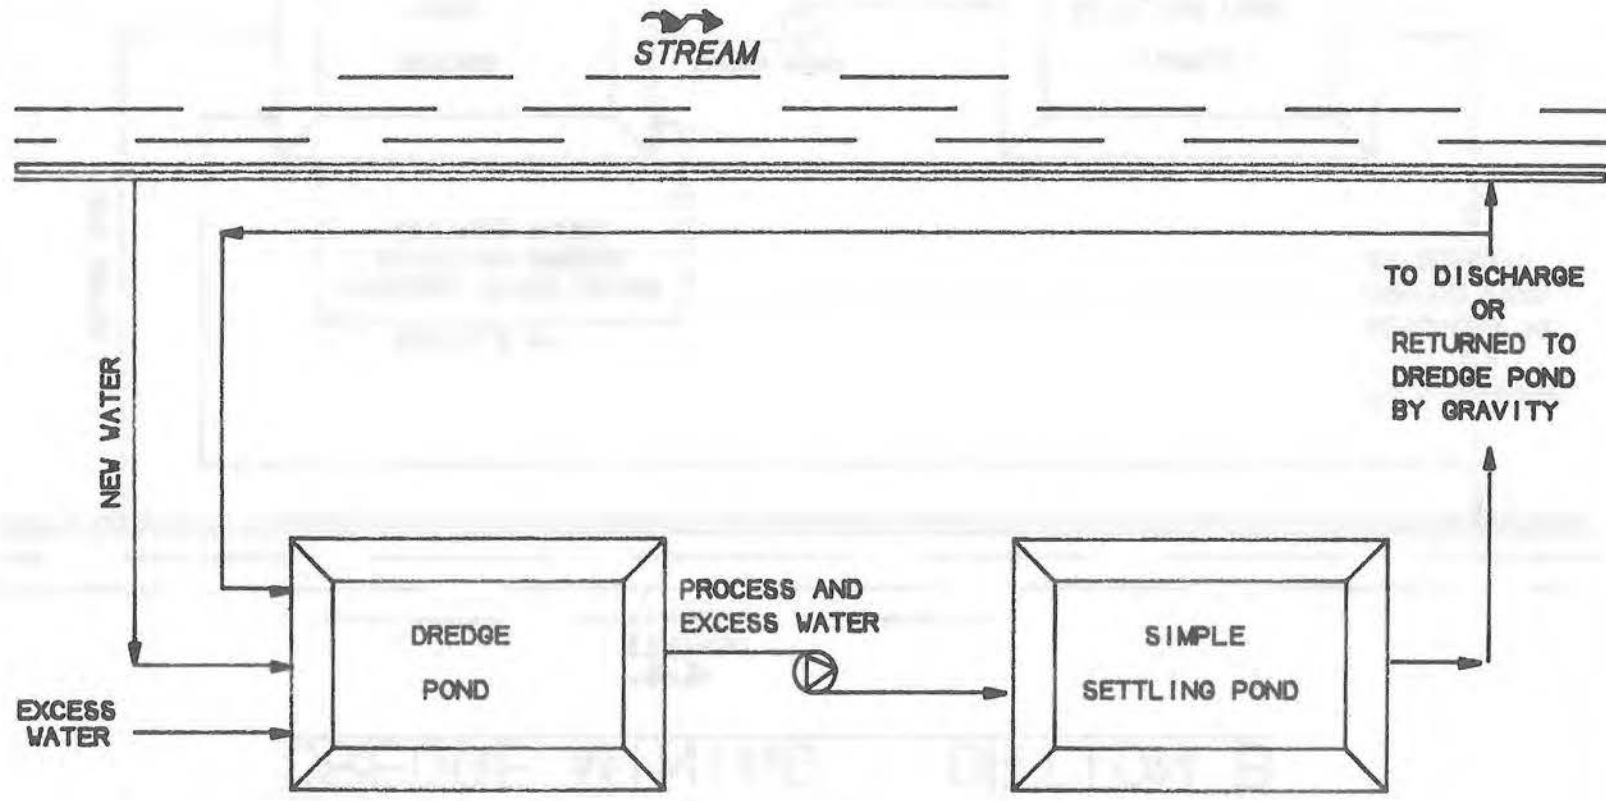 STREAM
TO DISCHARGE
OR
RETURNED TO
DREDGE POND
BY GRAVITY
NEW WATER
PROCESS AND
EXCESS WATER
DREDGE
POND
SIMPLE
SETTLING POND
EXCESS
WATER